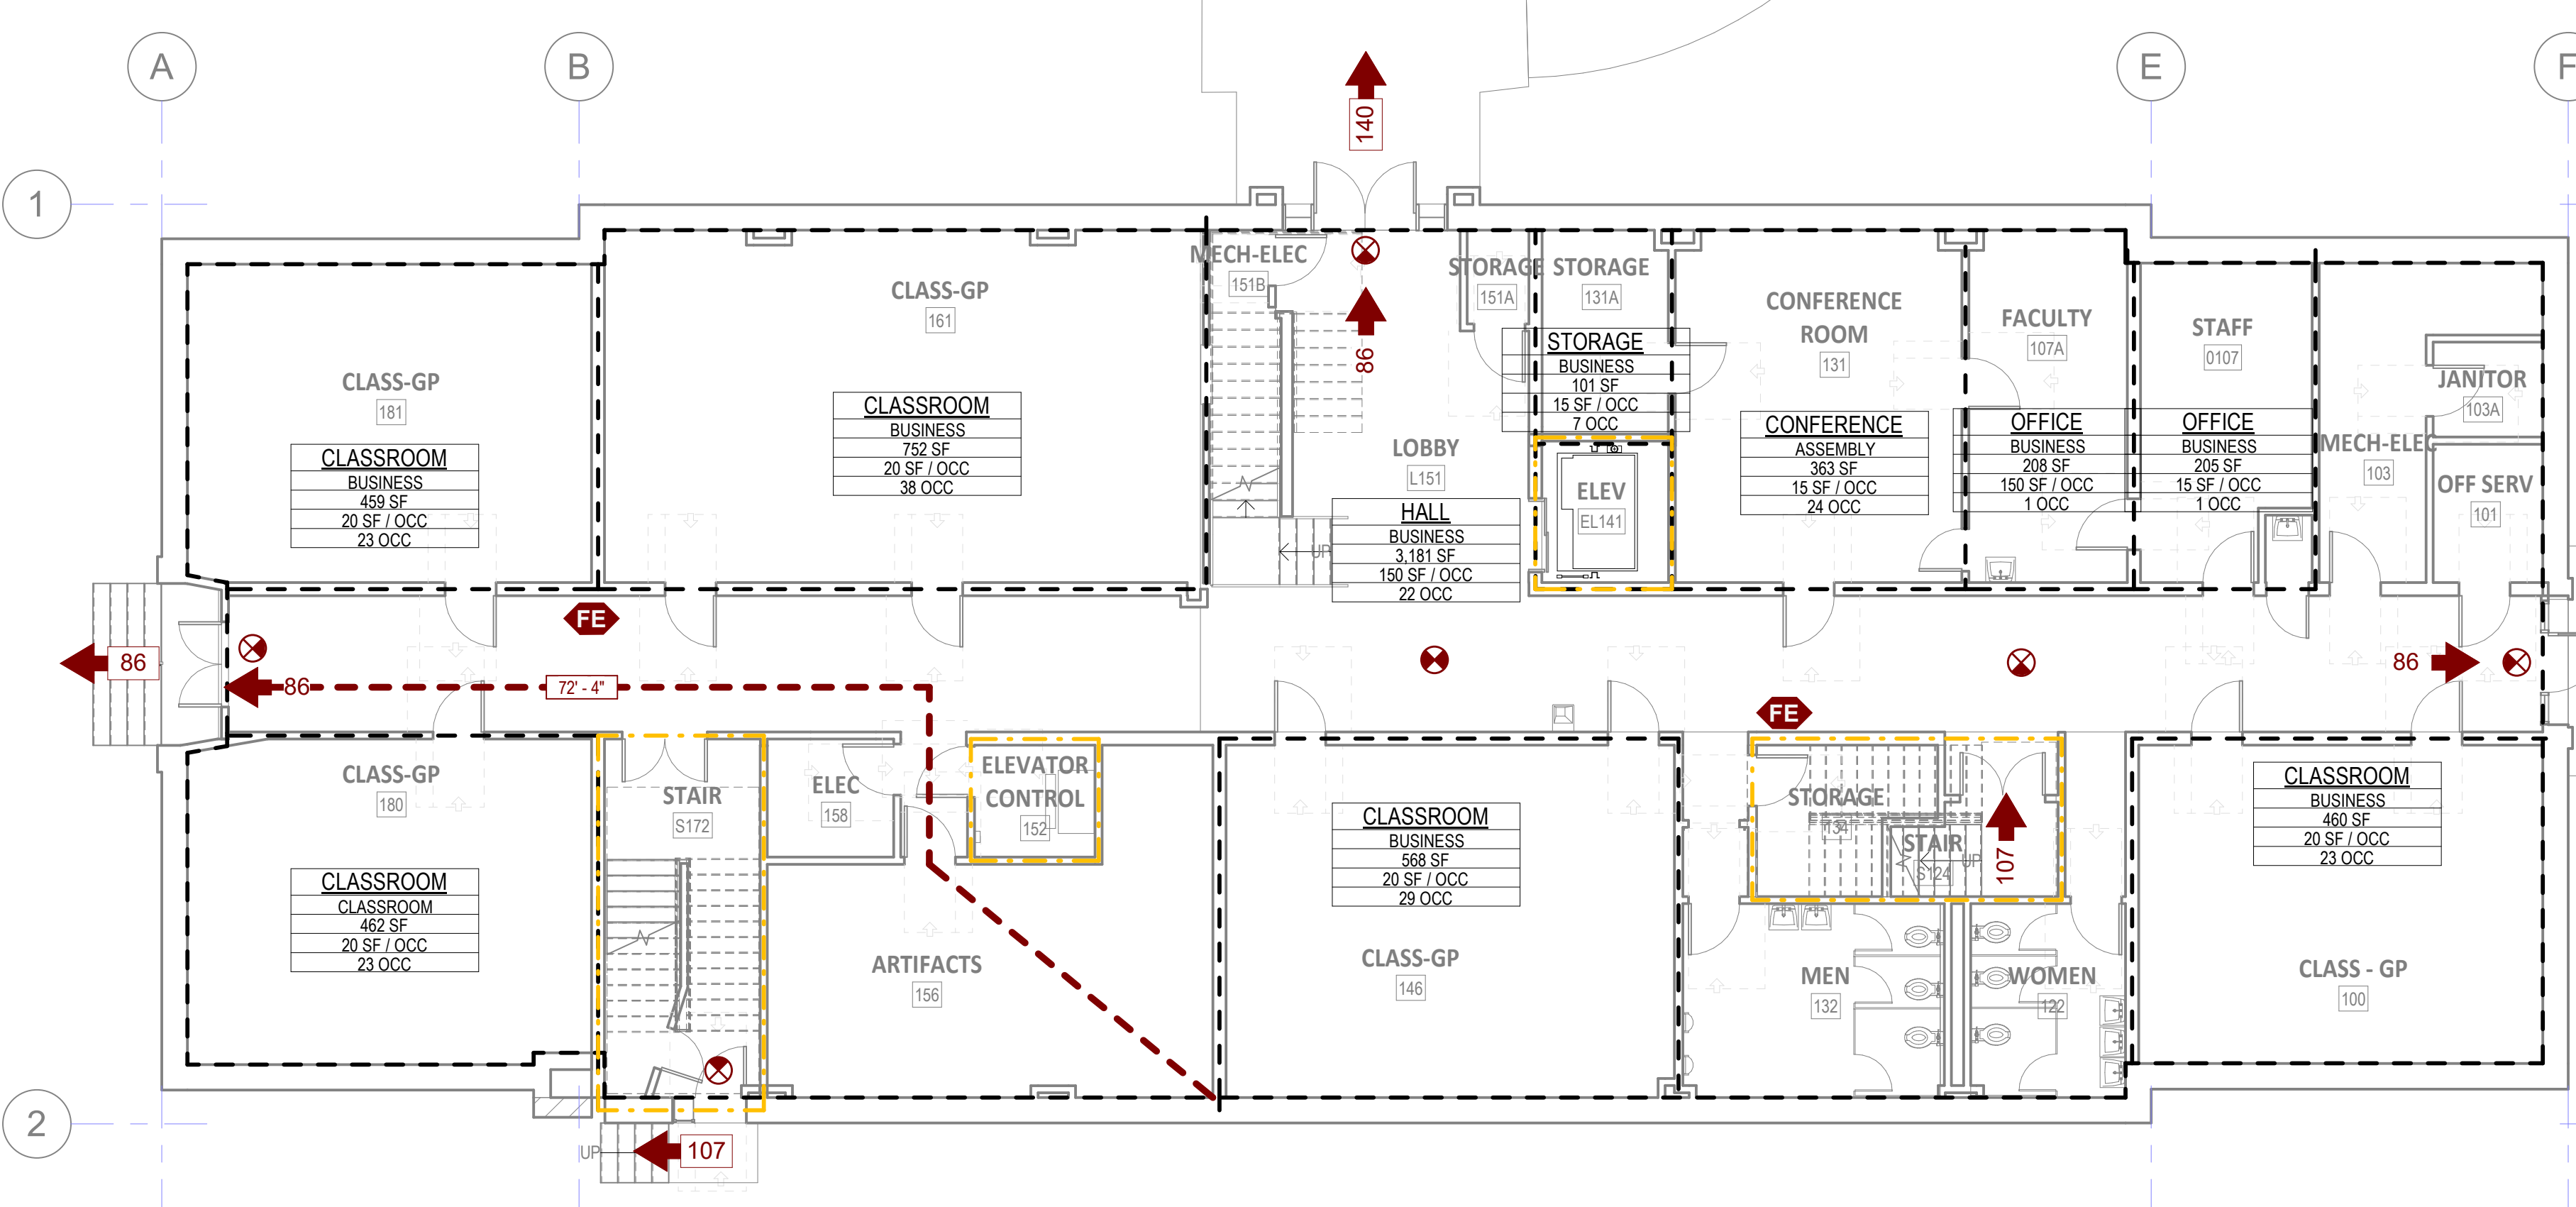 A
B
E
F
1
2
140
86
MECH-ELEC
151B
STORAGE
151A
STORAGE
131A
CLASS-GP
161
CONFERENCE
ROOM
131
FACULTY
107A
STAFF
0107
CLASS-GP
181
JANITOR
103A
MECH-ELEC
103
OFF SERV
101
LOBBY
L151
ELEV
EL141
STORAGE
BUSINESS
101 SF
15 SF / OCC
7 OCC
CLASSROOM
BUSINESS
752 SF
20 SF / OCC
38 OCC
CONFERENCE
ASSEMBLY
363 SF
15 SF / OCC
24 OCC
OFFICE
BUSINESS
208 SF
150 SF / OCC
1 OCC
OFFICE
BUSINESS
205 SF
15 SF / OCC
1 OCC
CLASSROOM
BUSINESS
459 SF
20 SF / OCC
23 OCC
HALL
BUSINESS
3,181 SF
150 SF / OCC
22 OCC
UP
FE
86
86
72' - 4"
86
FE
CLASS-GP
180
STAIR
S172
ELEC
158
ELEVATOR
CONTROL
152
STORAGE
134
STAIR
S124
UP
107
CLASSROOM
BUSINESS
460 SF
20 SF / OCC
23 OCC
CLASSROOM
BUSINESS
568 SF
20 SF / OCC
29 OCC
CLASSROOM
CLASSROOM
462 SF
20 SF / OCC
23 OCC
ARTIFACTS
156
CLASS-GP
146
MEN
132
WOMEN
122
CLASS - GP
100
UP
107